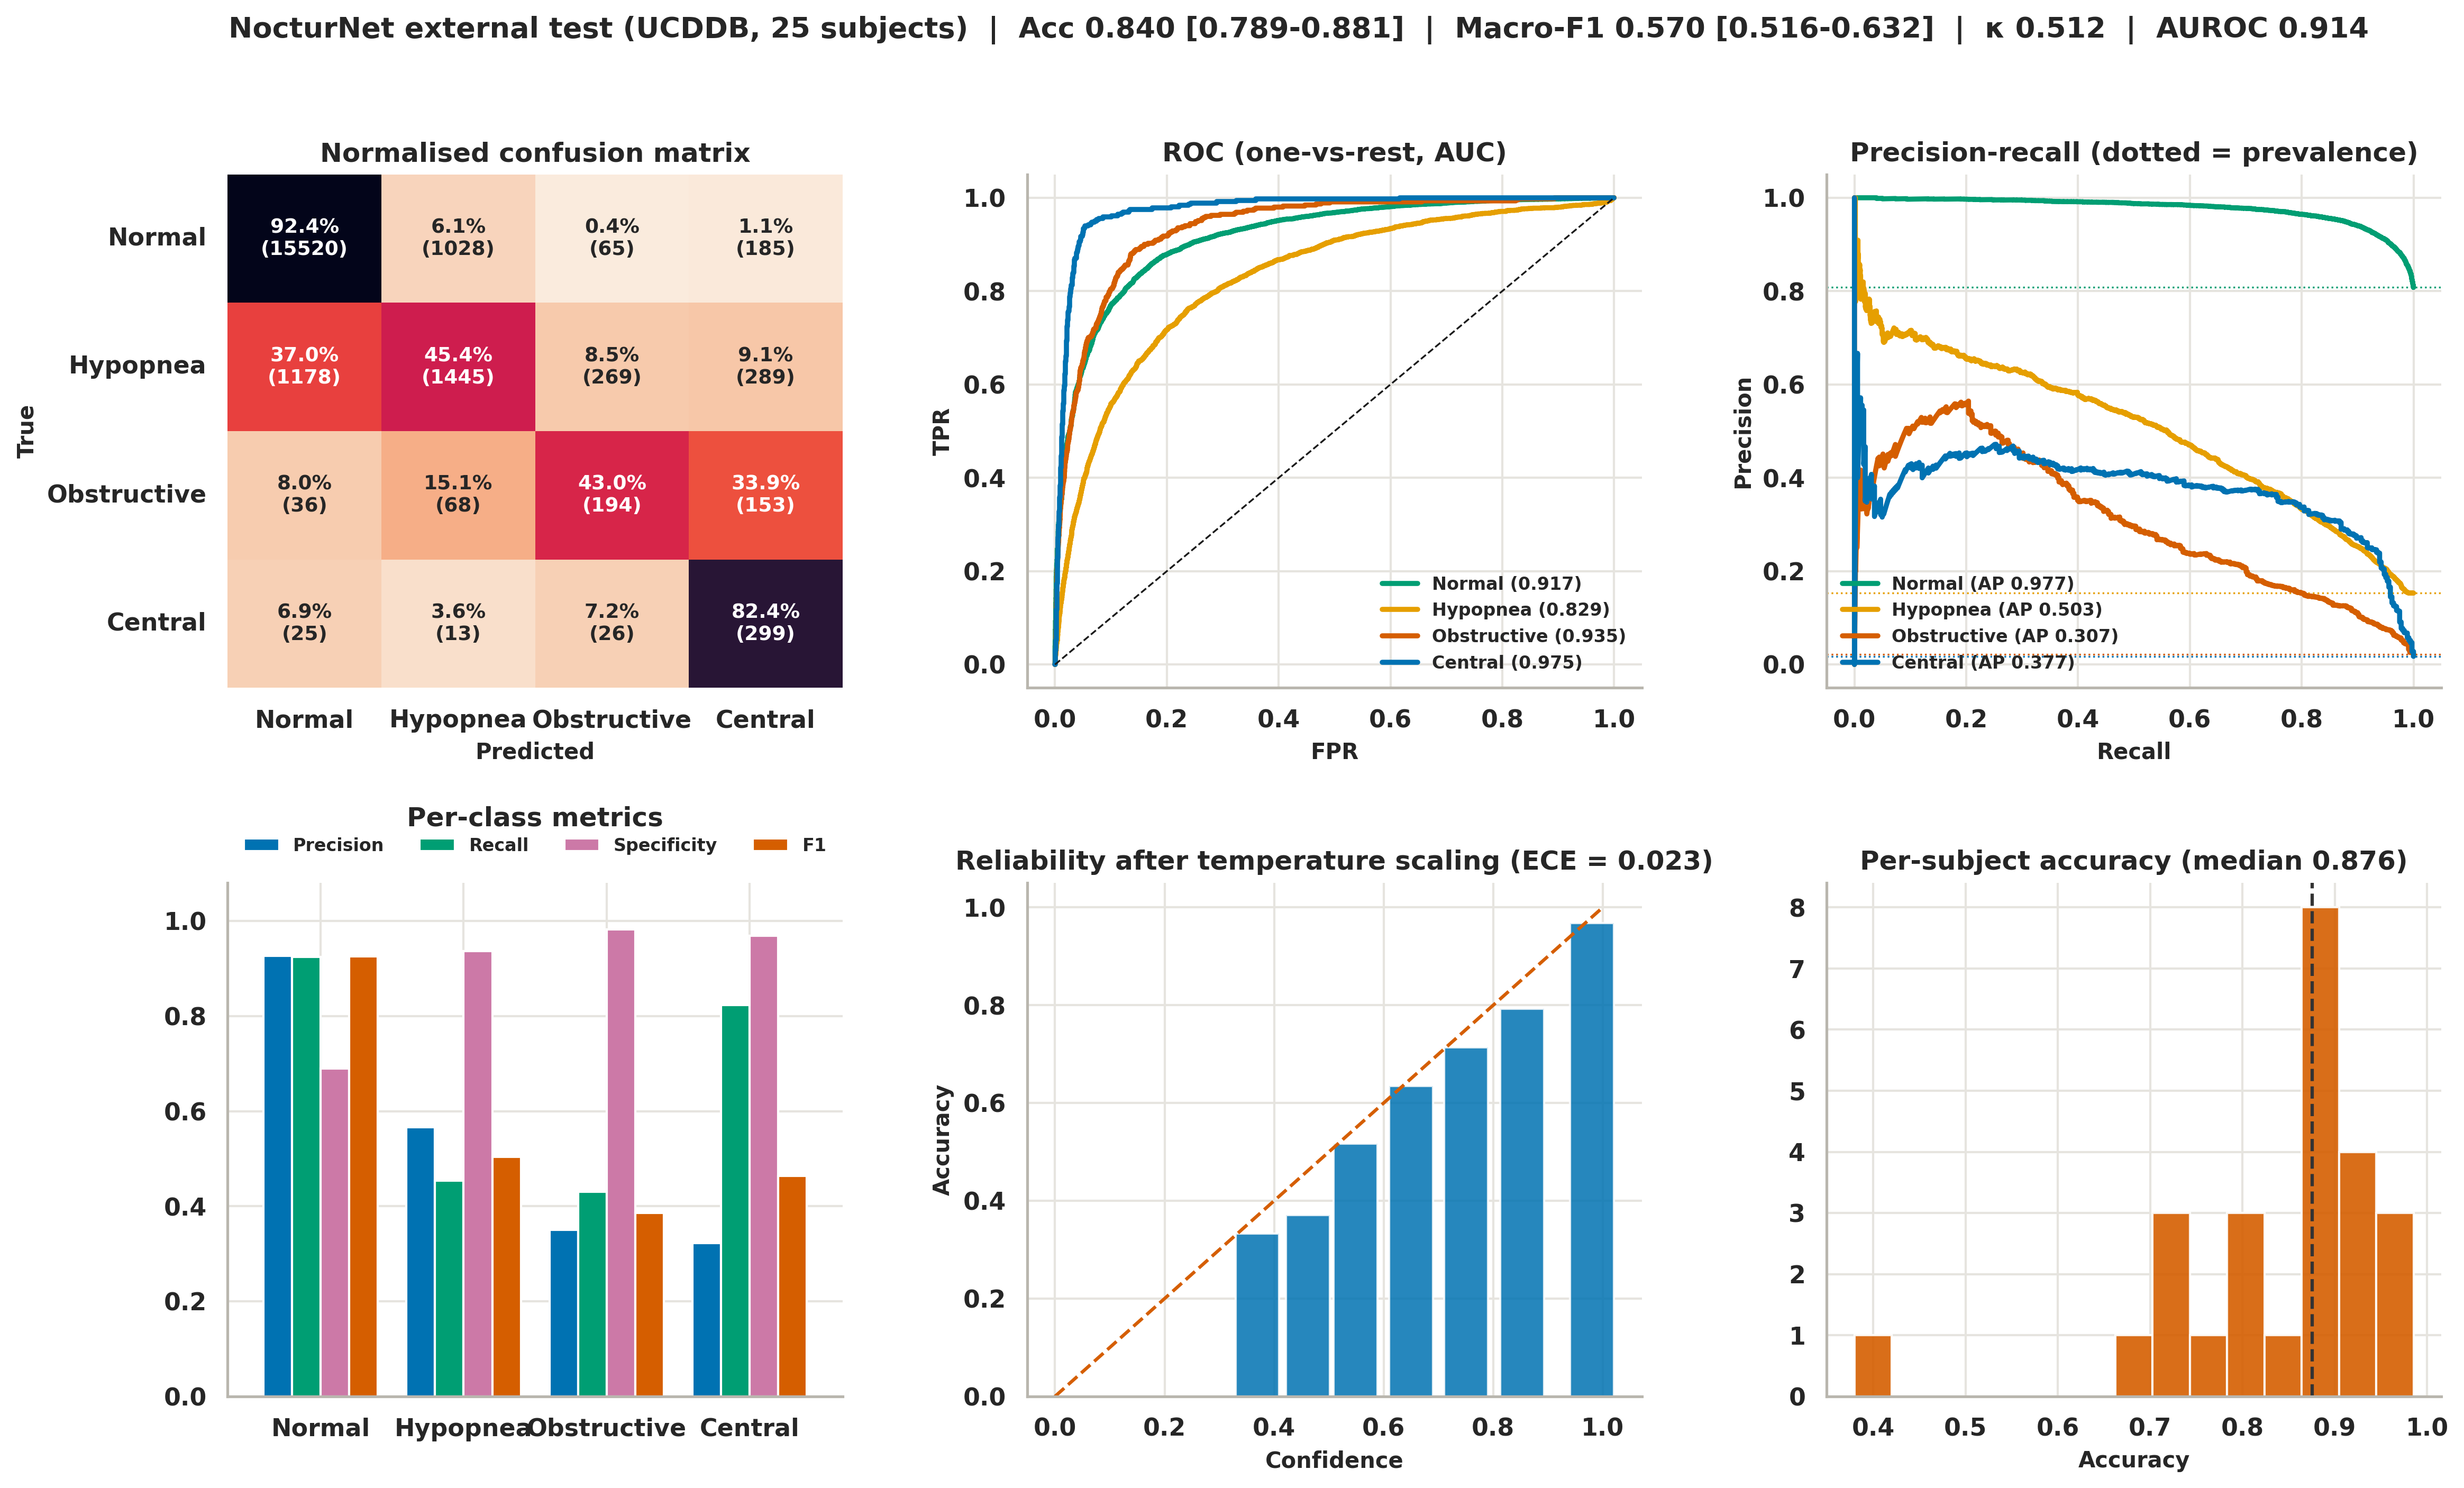 NocturNet external test (UCDDB, 25 subjects) | Acc 0.840 [0.789-0.881] | Macro-F1 0.570 [0.516-0.632] | κ 0.512 | AUROC 0.914
Normalised confusion matrix
True
Normal
92.4%
(15520)
6.1%
(1028)
0.4%
(65)
1.1%
(185)
Hypopnea
37.0%
(1178)
45.4%
(1445)
8.5%
(269)
9.1%
(289)
Obstructive
8.0%
(36)
15.1%
(68)
43.0%
(194)
33.9%
(153)
Central
6.9%
(25)
3.6%
(13)
7.2%
(26)
82.4%
(299)
Normal Hypopnea Obstructive Central
Predicted
ROC (one-vs-rest, AUC)
TPR
1.0
0.8
0.6
0.4
0.2
0.0
Normal (0.917)
Hypopnea (0.829)
Obstructive (0.935)
Central (0.975)
0.0 0.2 0.4 0.6 0.8 1.0
FPR
Precision-recall (dotted = prevalence)
Precision
1.0
0.8
0.6
0.4
0.2
0.0
Normal (AP 0.977)
Hypopnea (AP 0.503)
Obstructive (AP 0.307)
Central (AP 0.377)
0.0 0.2 0.4 0.6 0.8 1.0
Recall
Per-class metrics
Precision Recall Specificity F1
1.0
0.8
0.6
0.4
0.2
0.0
Normal Hypopnea Obstructive Central
Reliability after temperature scaling (ECE = 0.023)
Accuracy
1.0
0.8
0.6
0.4
0.2
0.0
0.0 0.2 0.4 0.6 0.8 1.0
Confidence
Per-subject accuracy (median 0.876)
8
7
6
5
4
3
2
1
0
0.4 0.5 0.6 0.7 0.8 0.9 1.0
Accuracy